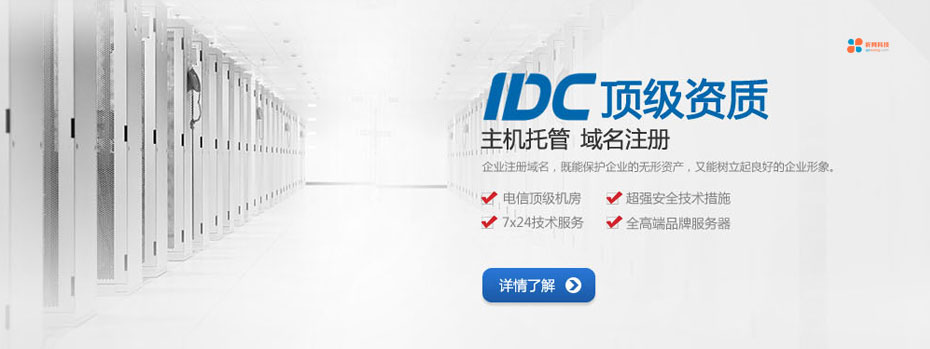 IDC顶级资质
主机托管 域名注册
企业注册域名，既能保护企业的无形资产，又能树立起良好的企业形象。
电信顶级机房
超强安全技术措施
7x24技术服务
全高端品牌服务器
详情了解